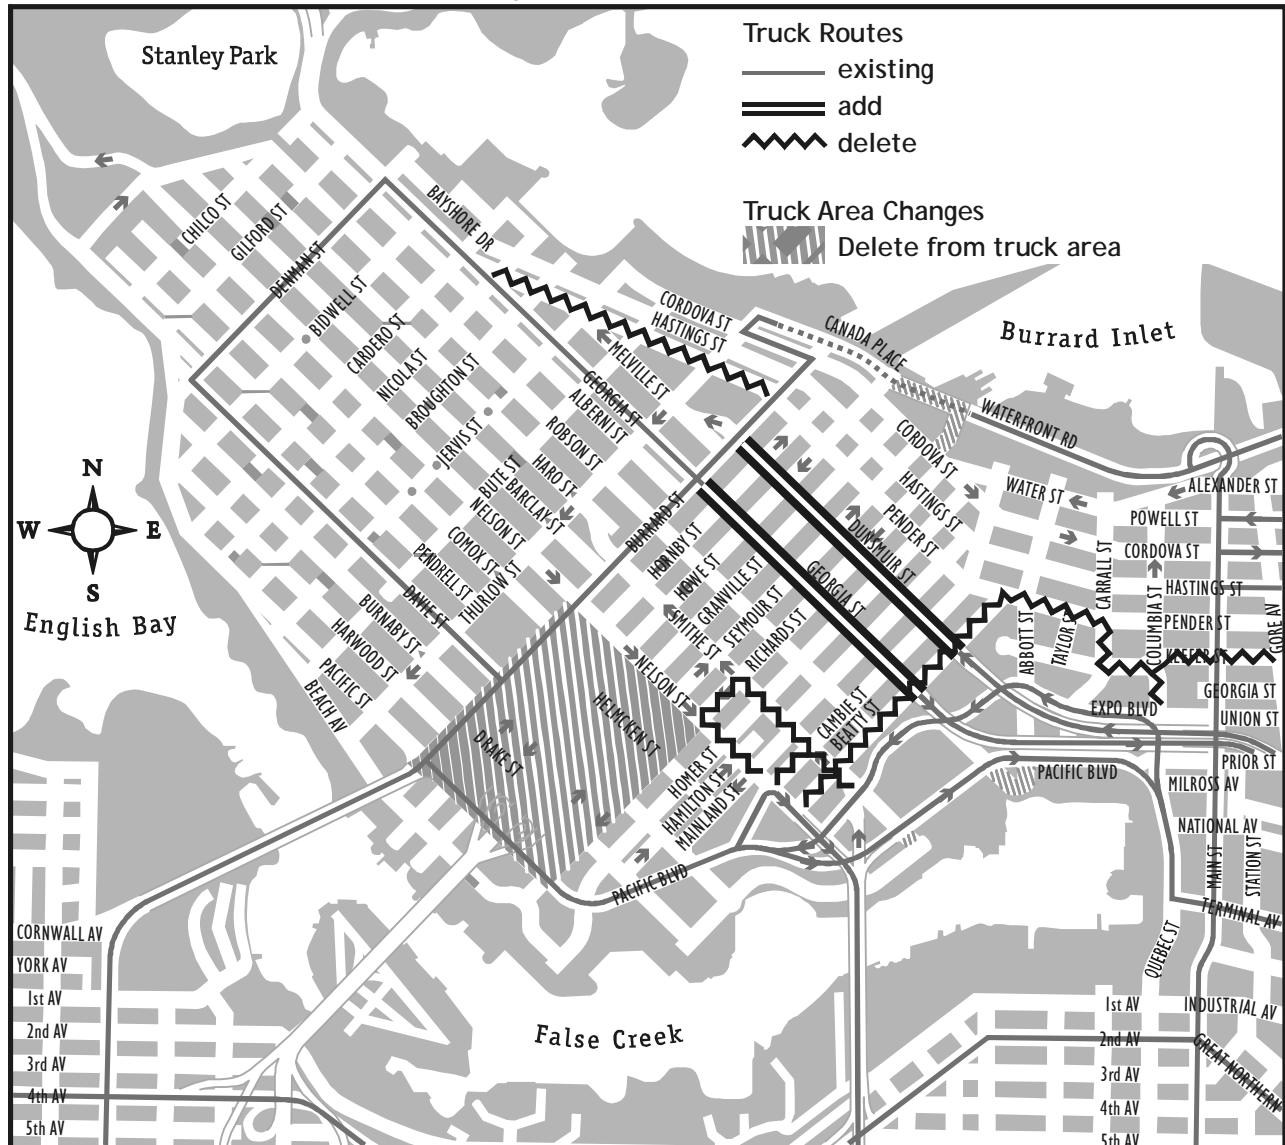 Truck Routes
existing
add
delete
Truck Area Changes
Delete from truck area
Stanley Park
Burrard Inlet
English Bay
False Creek
N
W
E
S
CHILCO ST
GILFORD ST
DENMAN ST
BIDWELL ST
CARDERO ST
NICOLA ST
BROUGHTON ST
JERVIS ST
BUTE ST
BARCLAY ST
NELSON ST
COMOX ST
THURLOW ST
PENDRELL ST
DAVIE ST
BURNABY ST
HARWOOD ST
PACIFIC ST
BEACH AV
BAYSHORE DR
CORDOVA ST
HASTINGS ST
MELVILLE ST
GEORGIA ST
ALBERNI ST
ROBSON ST
HARO ST
CANADA PLACE
WATERFRONT RD
CORDOVA ST
HASTINGS ST
PENDER ST
DUNSMUIR ST
GEORGIA ST
BURRARD ST
HORNBY ST
HOWE ST
GRANVILLE ST
SMITHE ST
SEYMOUR ST
RICHARDS ST
NELSON ST
HELMCKEN ST
DRAKE ST
HOMER ST
HAMILTON ST
MAINLAND ST
CAMBIE ST
BEATTY ST
PACIFIC BLVD
WATER ST
ALEXANDER ST
POWELL ST
CORDOVA ST
HASTINGS ST
PENDER ST
KEEFER ST
GEORGIA ST
UNION ST
PRIOR ST
MILROSS AV
NATIONAL AV
TERMINAL AV
INDUSTRIAL AV
GREAT NORTHERN
CARRALL ST
COLUMBIA ST
ABBOTT ST
TAYLOR ST
GORE AV
EXPO BLVD
PACIFIC BLVD
MAIN ST
STATION ST
QUEBEC ST
CORNWALL AV
YORK AV
1st AV
2nd AV
3rd AV
4th AV
5th AV
1st AV
2nd AV
3rd AV
4th AV
5th AV